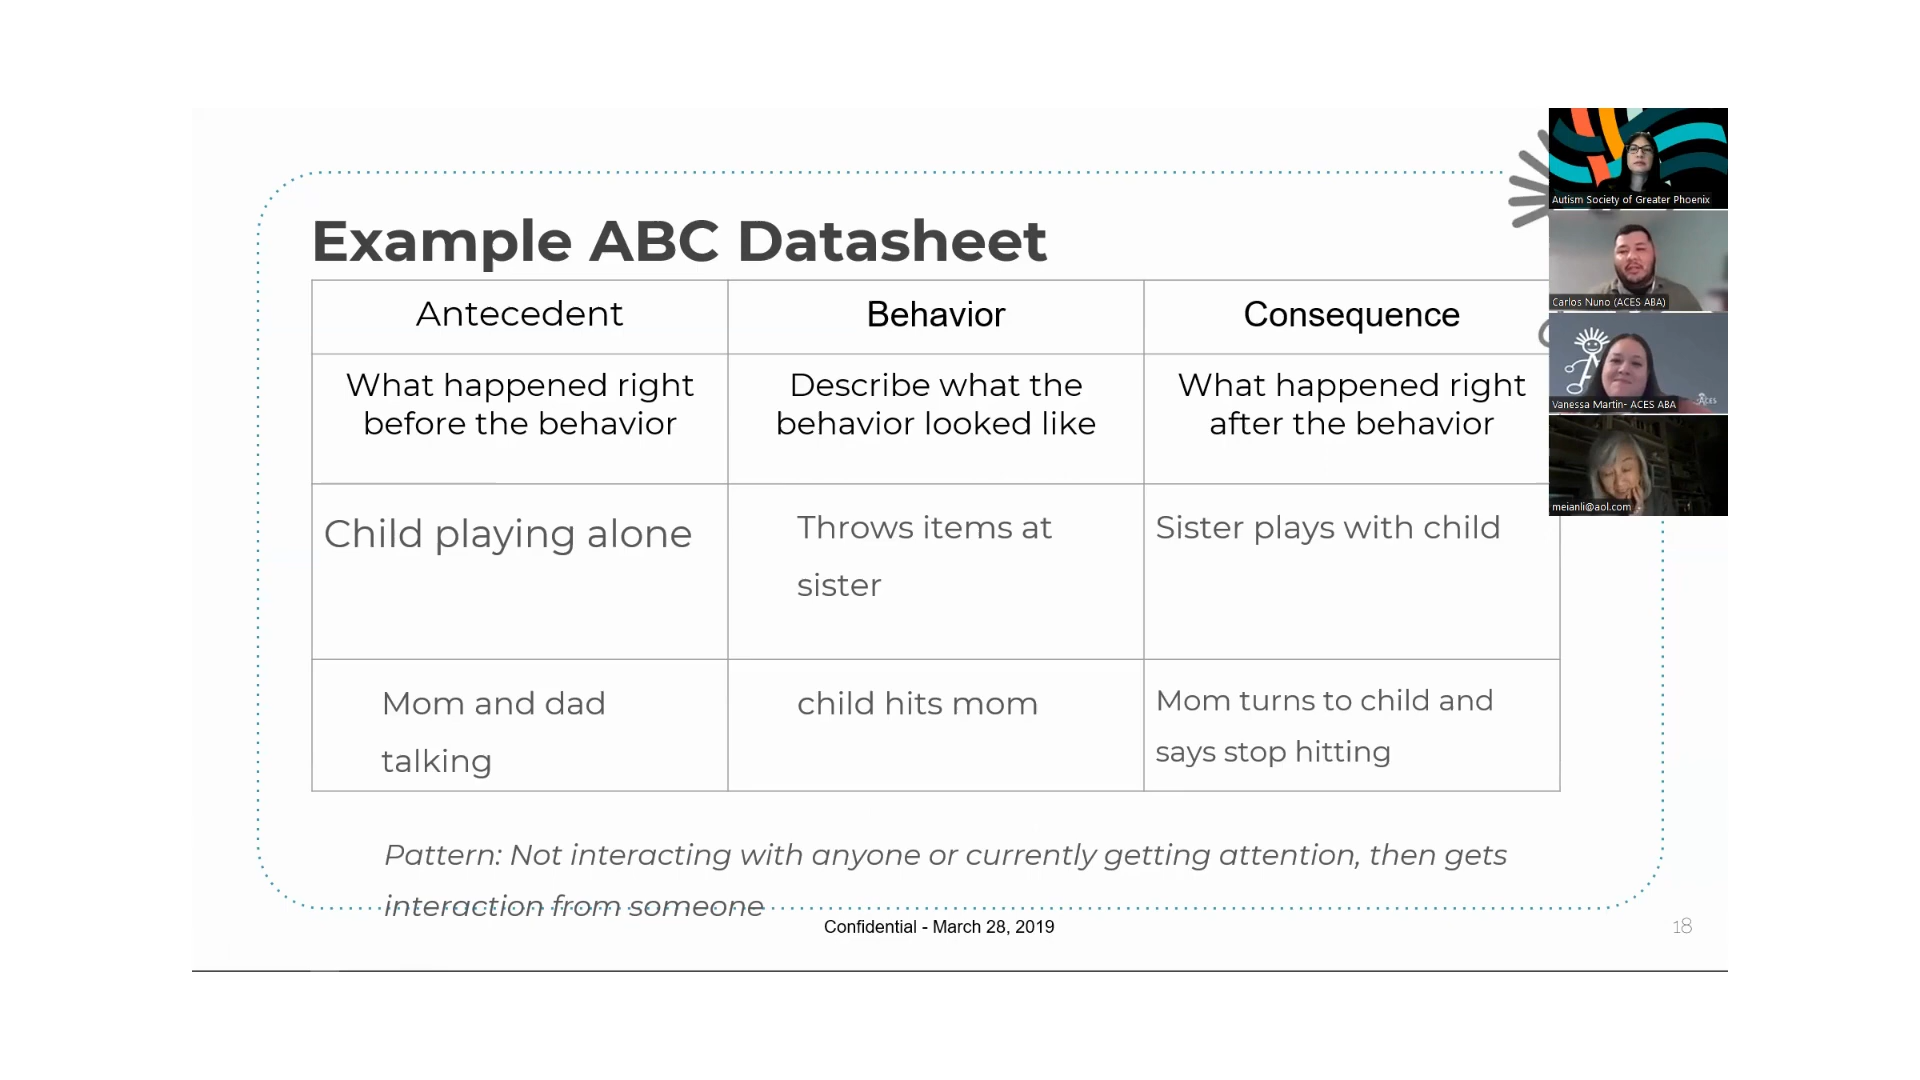 Example ABC Datasheet
Antecedent
Behavior
Consequence
What happened right
before the behavior
Describe what the
behavior looked like
What happened right
after the behavior
Child playing alone
Throws items at
sister
Sister plays with child
Mom and dad
talking
child hits mom
Mom turns to child and
says stop hitting
Pattern: Not interacting with anyone or currently getting attention, then gets
interaction from someone
Confidential - March 28, 2019
18
Autism Society of Greater Phoenix
Carlos Nuno (ACES ABA)
Vanessa Martin- ACES ABA
ACES
meianli@aol.com